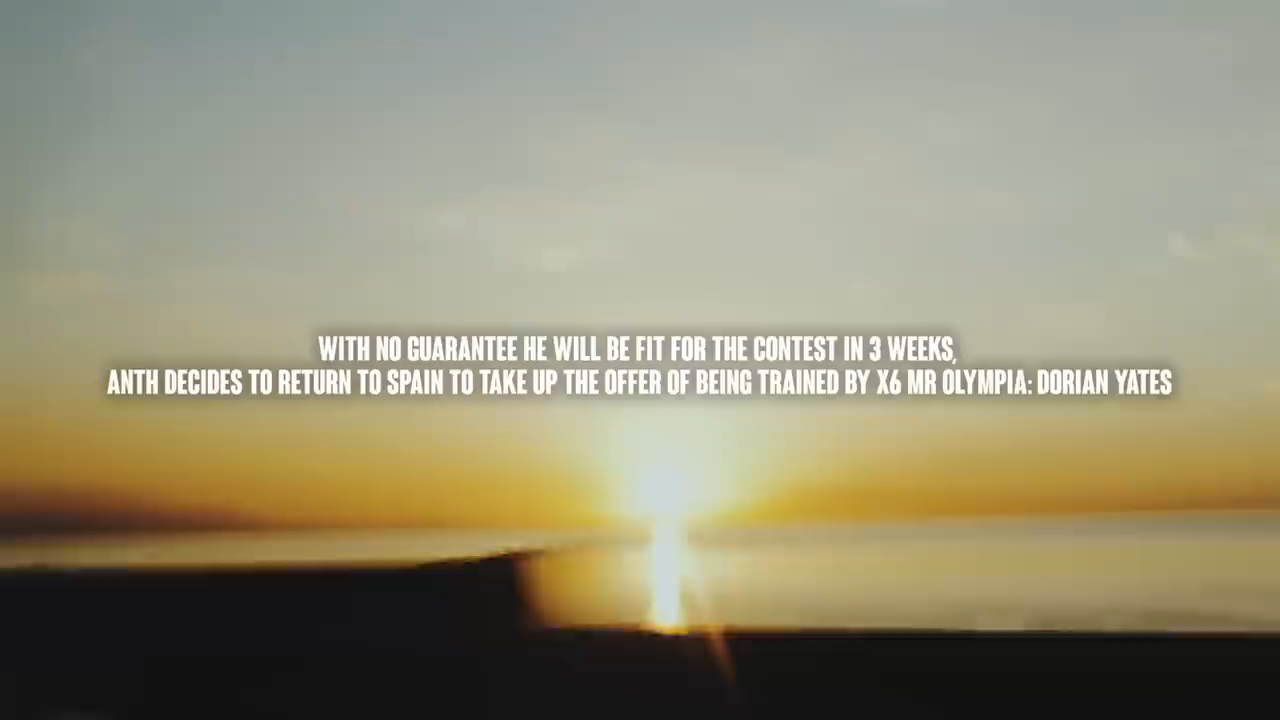 WITH NO GUARANTEE HE WILL BE FIT FOR THE CONTEST IN 3 WEEKS,
ANTH DECIDES TO RETURN TO SPAIN TO TAKE UP THE OFFER OF BEING TRAINED BY X6 MR OLYMPIA: DORIAN YATES